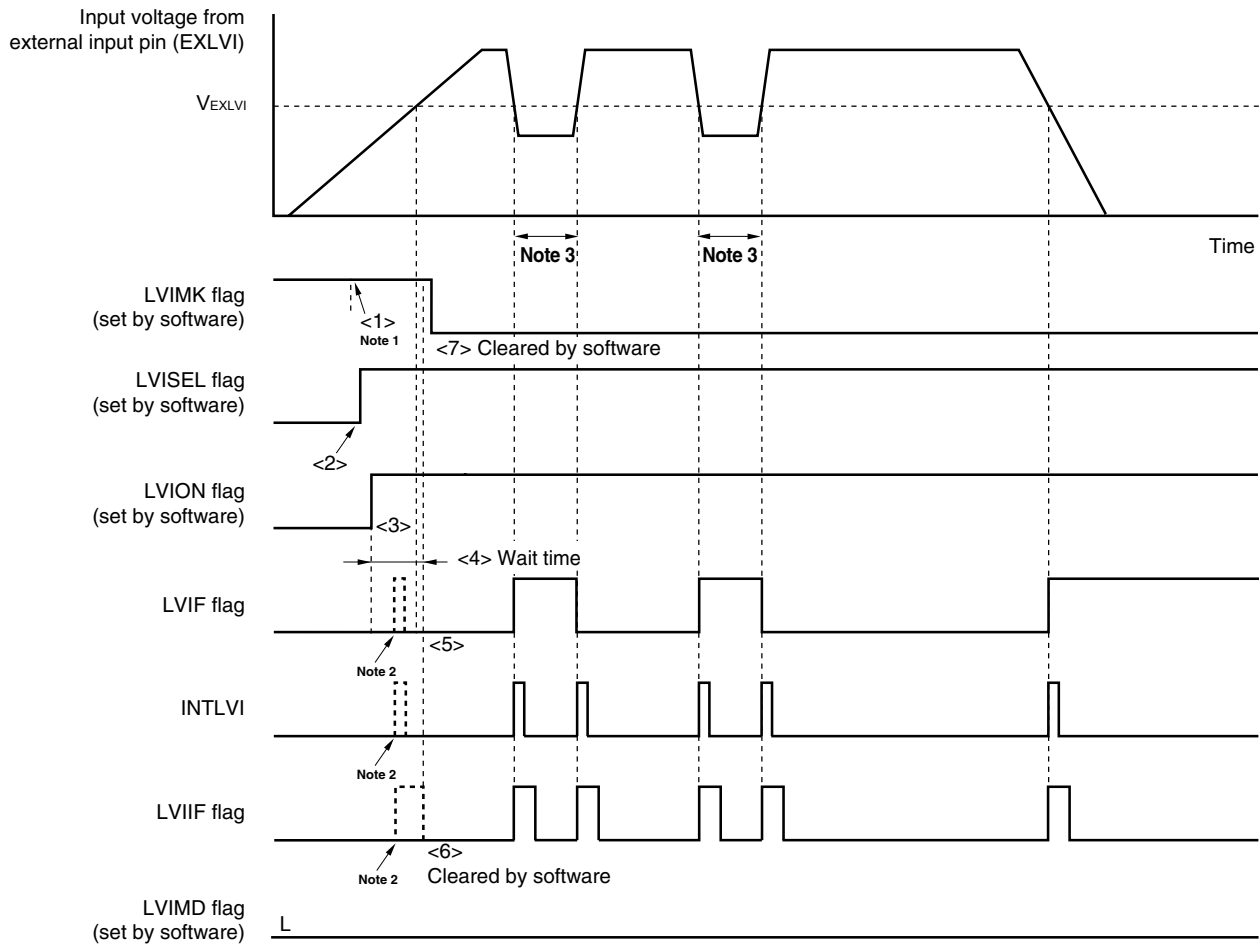 Input voltage from
external input pin (EXLVI)
VEXLVI
Note 3
Note 3
Time
LVIMK flag
(set by software)
<1>
Note 1
<7> Cleared by software
LVISEL flag
(set by software)
<2>
LVION flag
(set by software)
<3>
<4> Wait time
LVIF flag
<5>
Note 2
INTLVI
Note 2
LVIIF flag
<6>
Note 2
Cleared by software
LVIMD flag
(set by software)
L